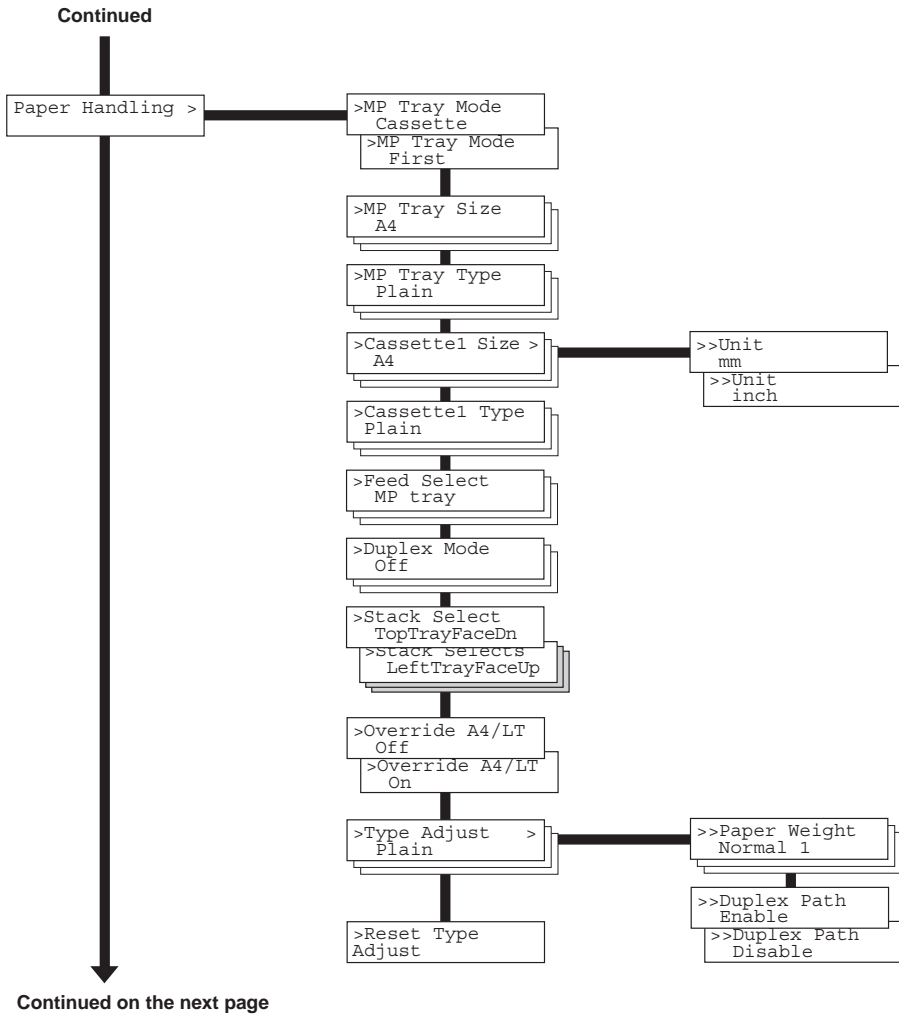 Continued
Paper Handling >
>MP Tray Mode
Cassette
>MP Tray Mode
First
>MP Tray Size
A4
>MP Tray Type
Plain
>Cassette1 Size >
A4
>>Unit
mm
>>Unit
inch
>Cassette1 Type
Plain
>Feed Select
MP tray
>Duplex Mode
Off
>Stack Select
TopTrayFaceDn
>Stack Selects
LeftTrayFaceUp
>Override A4/LT
Off
>Override A4/LT
On
>Type Adjust >
Plain
>>Paper Weight
Normal 1
>>Duplex Path
Enable
>>Duplex Path
Disable
>Reset Type
Adjust
Continued on the next page